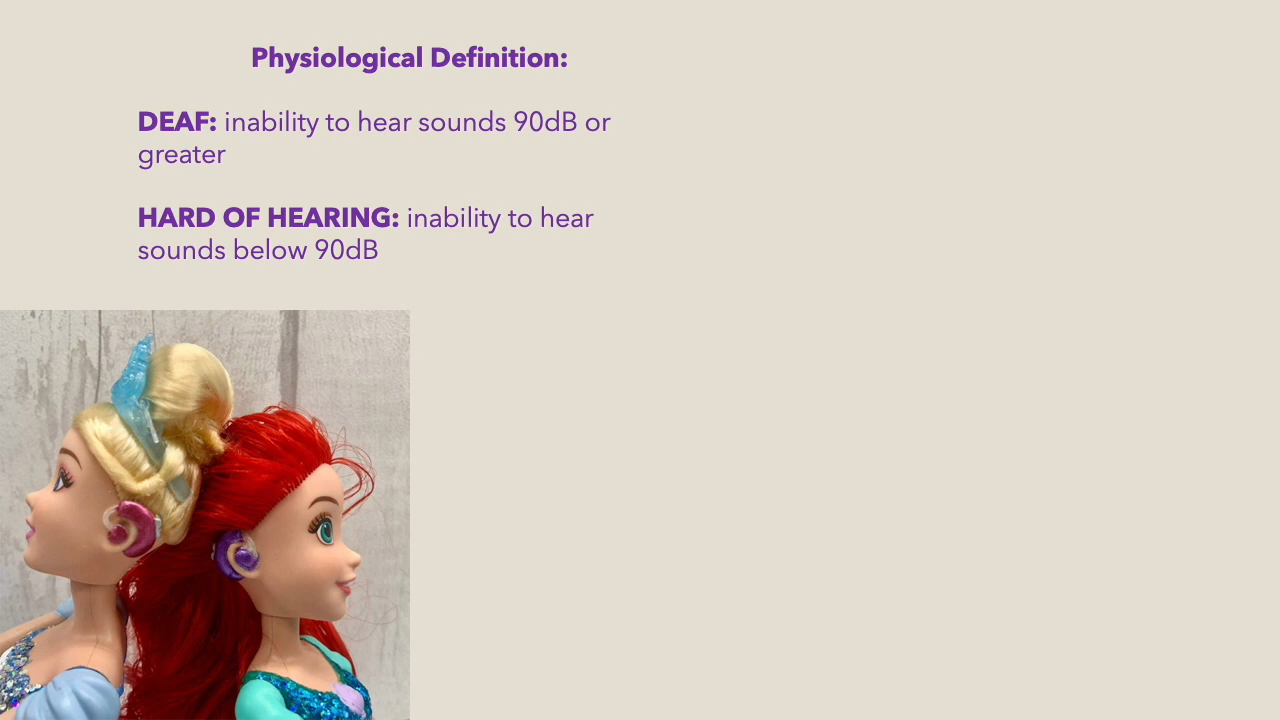 Physiological Definition:
DEAF: inability to hear sounds 90dB or
greater
HARD OF HEARING: inability to hear
sounds below 90dB